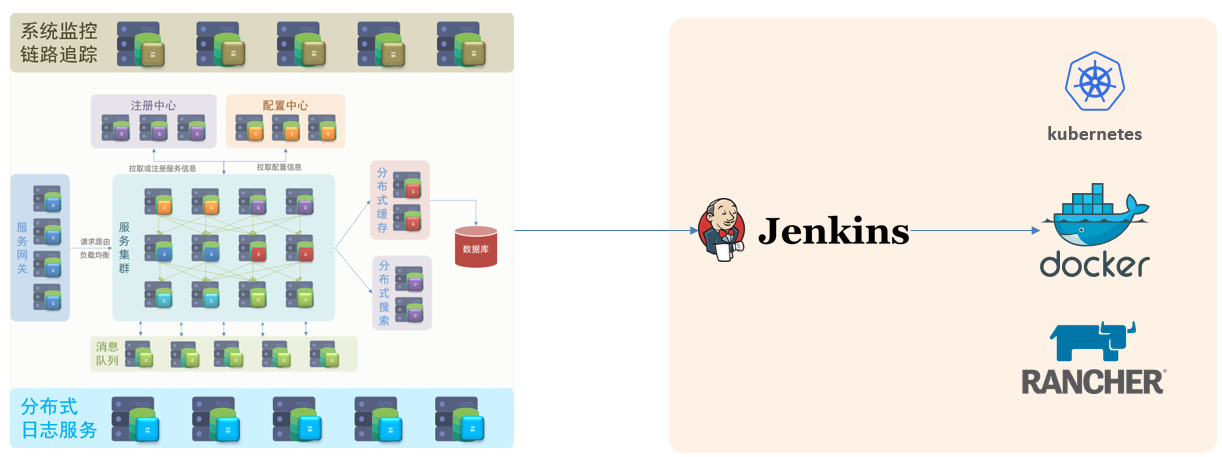 系统监控
链路追踪
注册中心
配置中心
拉取或注册服务信息
拉取配置信息
服务网关
请求路由
负载均衡
服务集群
分布式缓存
分布式搜索
数据库
消息
队列
分布式
日志服务
Jenkins
kubernetes
docker
RANCHER®